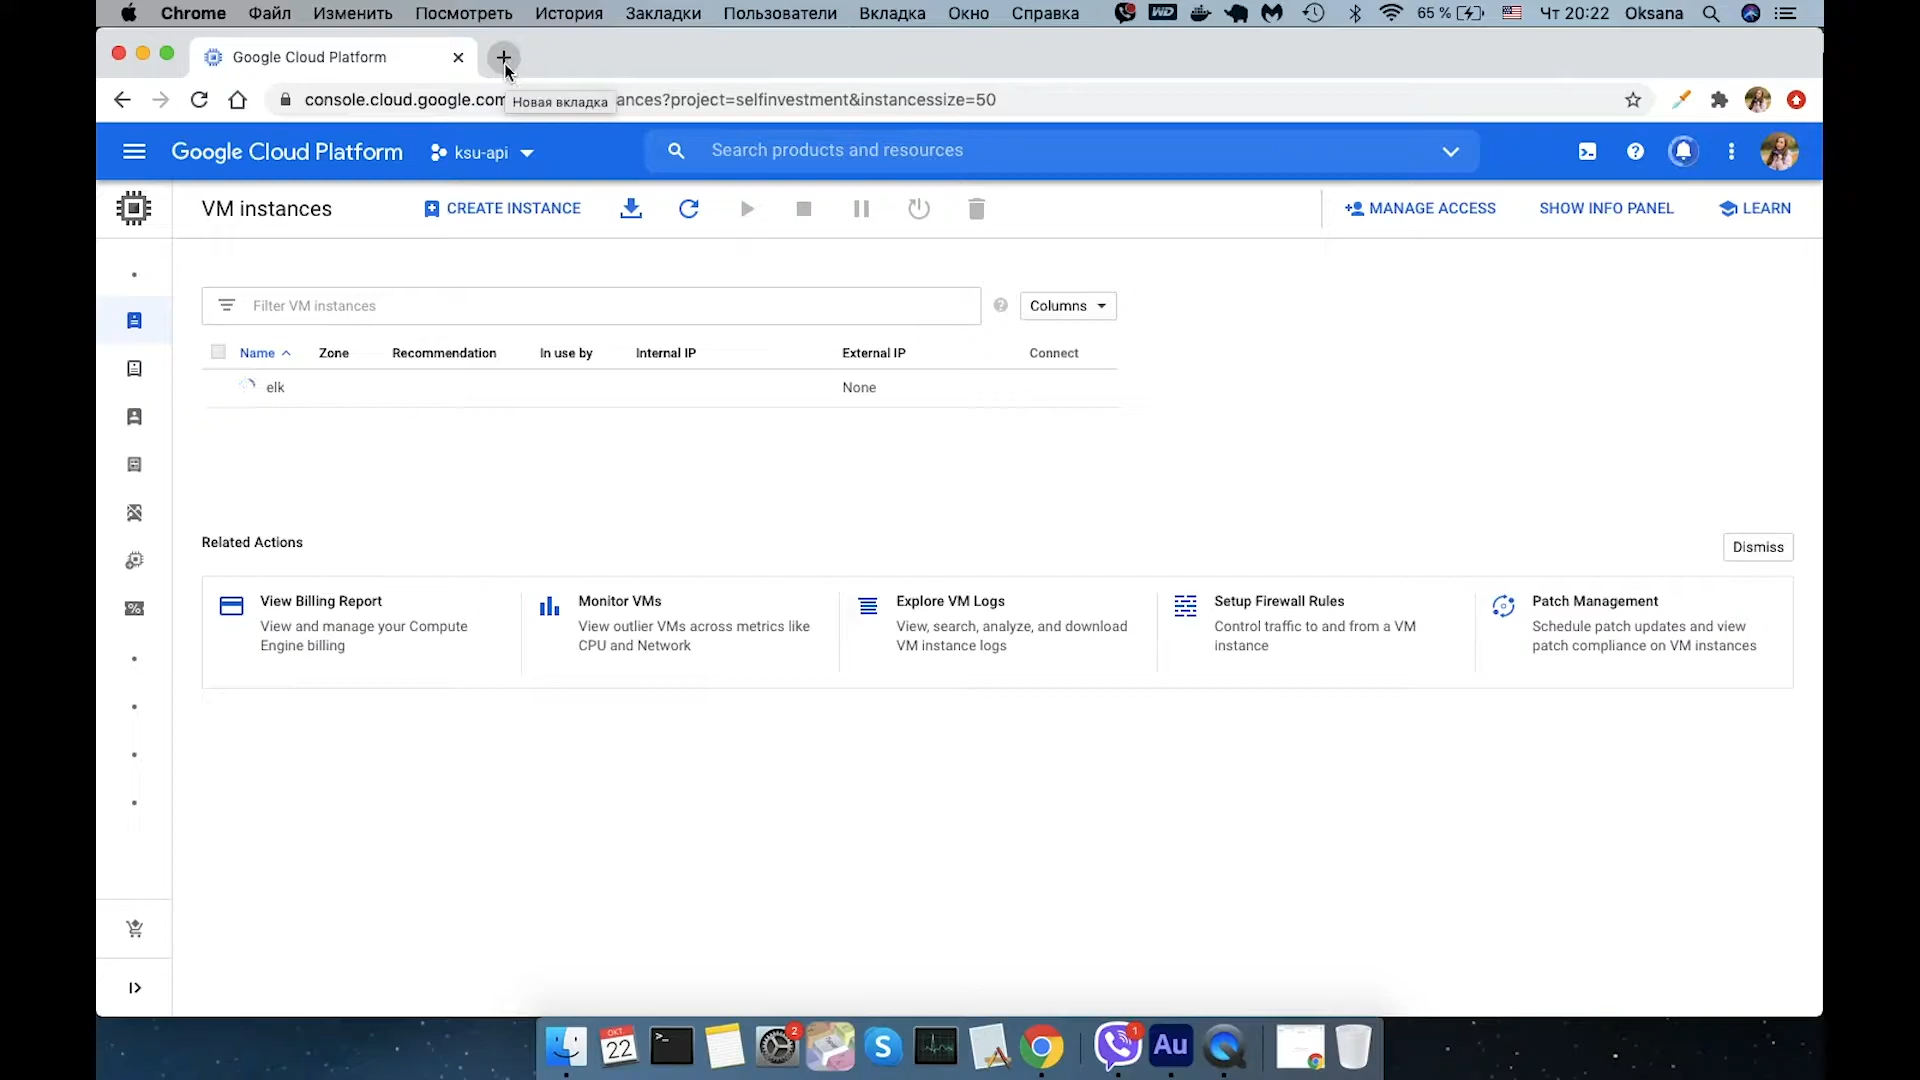 Chrome Файл Изменить Посмотреть История Закладки Пользователи Вкладка Окно Справка WD 65 % Чт 20:22 Oksana
Google Cloud Platform
console.cloud.google.com ances?project=selfinvestment&instancessize=50
Новая вкладка
Google Cloud Platform ksu-api Search products and resources
VM instances CREATE INSTANCE MANAGE ACCESS SHOW INFO PANEL LEARN
Filter VM instances Columns
Name Zone Recommendation In use by Internal IP External IP Connect
elk None
Related Actions Dismiss
View Billing Report Monitor VMs Explore VM Logs Setup Firewall Rules Patch Management
View and manage your Compute View outlier VMs across metrics like View, search, analyze, and download Control traffic to and from a VM Schedule patch updates and view
Engine billing CPU and Network VM instance logs instance patch compliance on VM instances
ОКТ 2 1
22 S Au